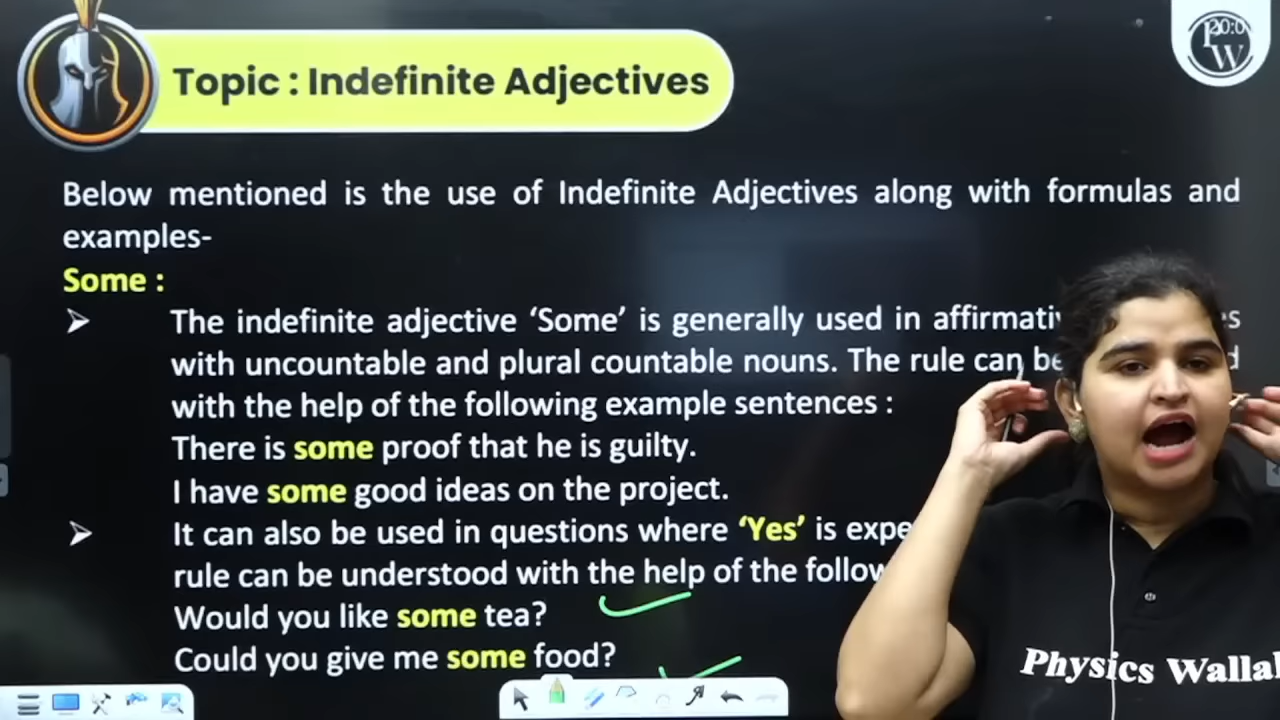 Topic : Indefinite Adjectives
20:0
PW
Below mentioned is the use of Indefinite Adjectives along with formulas and
examples-
Some :
The indefinite adjective ‘Some’ is generally used in
with uncountable and plural countable nouns. The rule can be
with the help of the following example sentences :
There is some proof that he is guilty.
I have some good ideas on the project.
It can also be used in questions where ‘Yes’ is
rule can be understood with the help of the
Would you like some tea?
Could you give me some food?
Physics